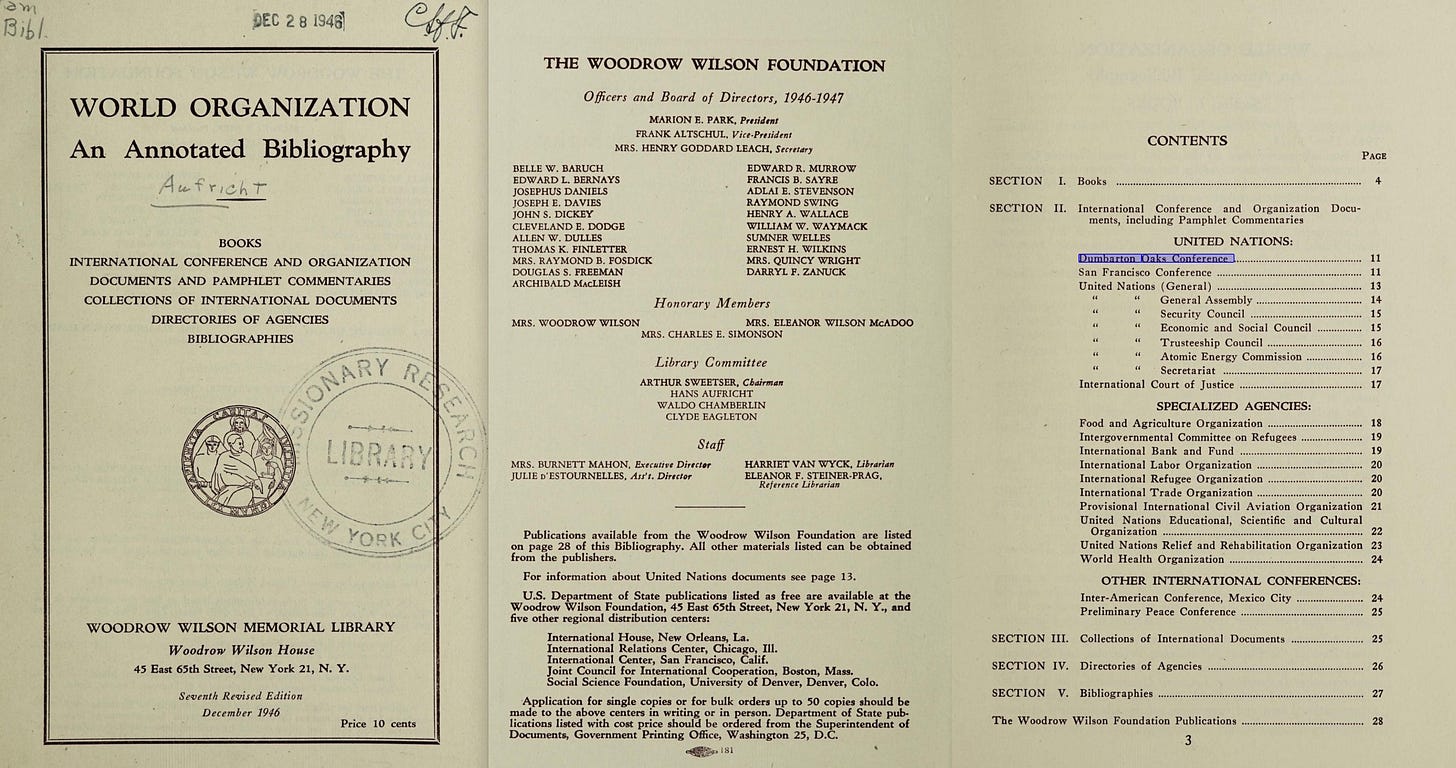 am
Bibl.
DEC 28 1946
WORLD ORGANIZATION
An Annotated Bibliography
Aufricht
BOOKS
INTERNATIONAL CONFERENCE AND ORGANIZATION
DOCUMENTS AND PAMPHLET COMMENTARIES
COLLECTIONS OF INTERNATIONAL DOCUMENTS
DIRECTORIES OF AGENCIES
BIBLIOGRAPHIES
MISSIONARY RESEARCH
LIBRARY
NEW YORK CITY
WOODROW WILSON MEMORIAL LIBRARY
Woodrow Wilson House
45 East 65th Street, New York 21, N. Y.
Seventh Revised Edition
December 1946
Price 10 cents
THE WOODROW WILSON FOUNDATION
Officers and Board of Directors, 1946-1947
MARION E. PARK, President
FRANK ALTSCHUL, Vice-President
MRS. HENRY GODDARD LEACH, Secretary
BELLE W. BARUCH
EDWARD L. BERNAYS
JOSEPHUS DANIELS
JOSEPH E. DAVIES
JOHN S. DICKEY
CLEVELAND E. DODGE
ALLEN W. DULLES
THOMAS K. FINLETTER
MRS. RAYMOND B. FOSDICK
DOUGLAS S. FREEMAN
ARCHIBALD MacLEISH
EDWARD R. MURROW
FRANCIS B. SAYRE
ADLAI E. STEVENSON
RAYMOND SWING
HENRY A. WALLACE
WILLIAM W. WAYMACK
SUMNER WELLES
ERNEST H. WILKINS
MRS. QUINCY WRIGHT
DARRYL F. ZANUCK
Honorary Members
MRS. WOODROW WILSON MRS. ELEANOR WILSON McADOO
MRS. CHARLES E. SIMONSON
Library Committee
ARTHUR SWEETSER, Chairman
HANS AUFRICHT
WALDO CHAMBERLIN
CLYDE EAGLETON
Staff
MRS. BURNETT MAHON, Executive Director
JULIE D'ESTOURNELLES, Ass't. Director
HARRIET VAN WYCK, Librarian
ELEANOR F. STEINER-PRAG,
Reference Librarian
Publications available from the Woodrow Wilson Foundation are listed
on page 28 of this Bibliography. All other materials listed can be obtained
from the publishers.
For information about United Nations documents see page 13.
U.S. Department of State publications listed as free are available at the
Woodrow Wilson Foundation, 45 East 65th Street, New York 21, N. Y., and
five other regional distribution centers:
International House, New Orleans, La.
International Relations Center, Chicago, Ill.
International Center, San Francisco, Calif.
Joint Council for International Cooperation, Boston, Mass.
Social Science Foundation, University of Denver, Denver, Colo.
Application for single copies or for bulk orders up to 50 copies should be
made to the above centers in writing or in person. Department of State pub-
lications listed with cost price should be ordered from the Superintendent of
Documents, Government Printing Office, Washington 25, D.C.
181
CONTENTS
PAGE
SECTION I. Books 4
SECTION II. International Conference and Organization Docu-
ments, including Pamphlet Commentaries
UNITED NATIONS:
Dumbarton Oaks Conference 11
San Francisco Conference 11
United Nations (General) 13
" " General Assembly 14
" " Security Council 15
" " Economic and Social Council 15
" " Trusteeship Council 16
" " Atomic Energy Commission 16
" " Secretariat 17
International Court of Justice 17
SPECIALIZED AGENCIES:
Food and Agriculture Organization 18
Intergovernmental Committee on Refugees 19
International Bank and Fund 19
International Labor Organization 20
International Refugee Organization 20
International Trade Organization 20
Provisional International Civil Aviation Organization 21
United Nations Educational, Scientific and Cultural
Organization 22
United Nations Relief and Rehabilitation Organization 23
World Health Organization 24
OTHER INTERNATIONAL CONFERENCES:
Inter-American Conference, Mexico City 24
Preliminary Peace Conference 25
SECTION III. Collections of International Documents 25
SECTION IV. Directories of Agencies 26
SECTION V. Bibliographies 27
The Woodrow Wilson Foundation Publications 28
3